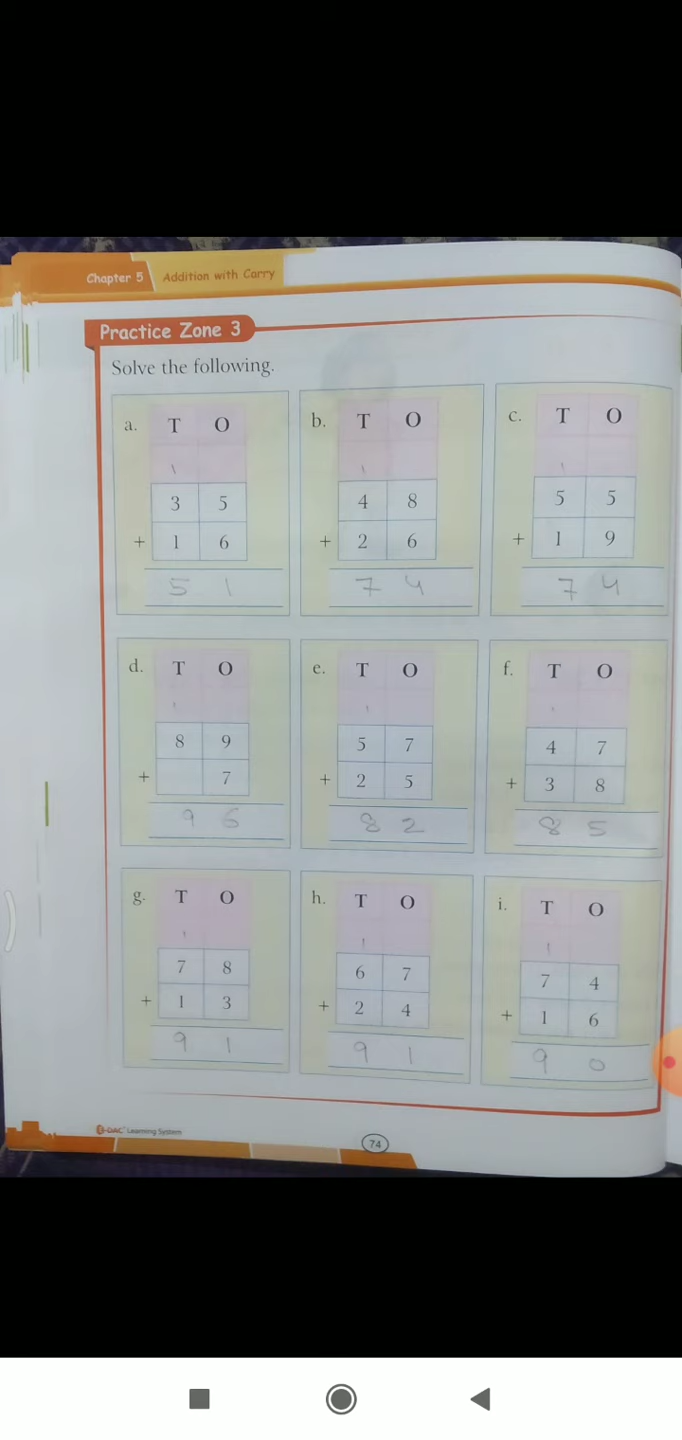 Chapter 5 Addition with Carry
Practice Zone 3
Solve the following.
a. T O
1
3 5
+ 1 6
5 1
b. T O
1
4 8
+ 2 6
7 4
c. T O
1
5 5
+ 1 9
7 4
d. T O
1
8 9
+ 7
9 6
e. T O
1
5 7
+ 2 5
8 2
f. T O
1
4 7
+ 3 8
8 5
g. T O
1
7 8
+ 1 3
9 1
h. T O
1
6 7
+ 2 4
9 1
i. T O
1
7 4
+ 1 6
9 0
E-DAC Learning System
74